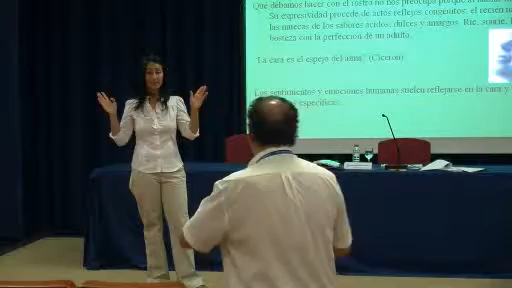 Qué debamos hacer con el rostro no nos preocupa porque al
Su expresividad procede de actos reflejos congénitos: el recién
las muecas de los sabores ácidos, dulces y amargos. Ríe, sonríe,
bosteza con la perfección de un adulto.
"La cara es el espejo del alma" (Cicerón)
Los sentimientos y emociones humanas suelen reflejarse en la cara y
específicas.